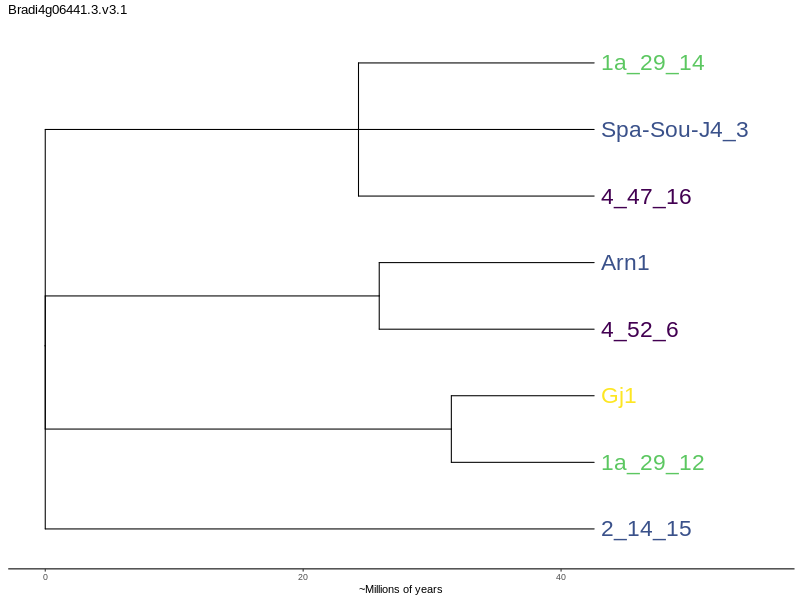 Bradi4g06441.3.v3.1
1a_29_14
Spa-Sou-J4_3
4_47_16
Arn1
4_52_6
Gj1
1a_29_12
2_14_15
0 20 40
~Millions of years